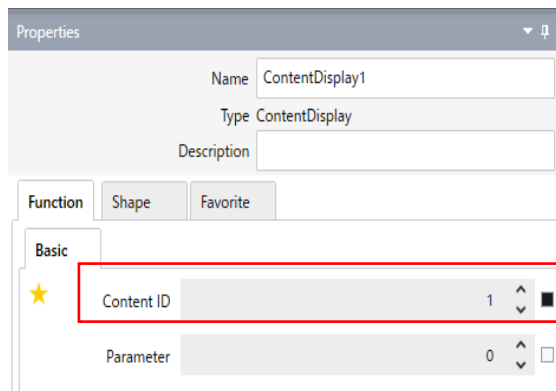 Properties
Name ContentDisplay1
Type ContentDisplay
Description
Function Shape Favorite
Basic
Content ID 1
Parameter 0